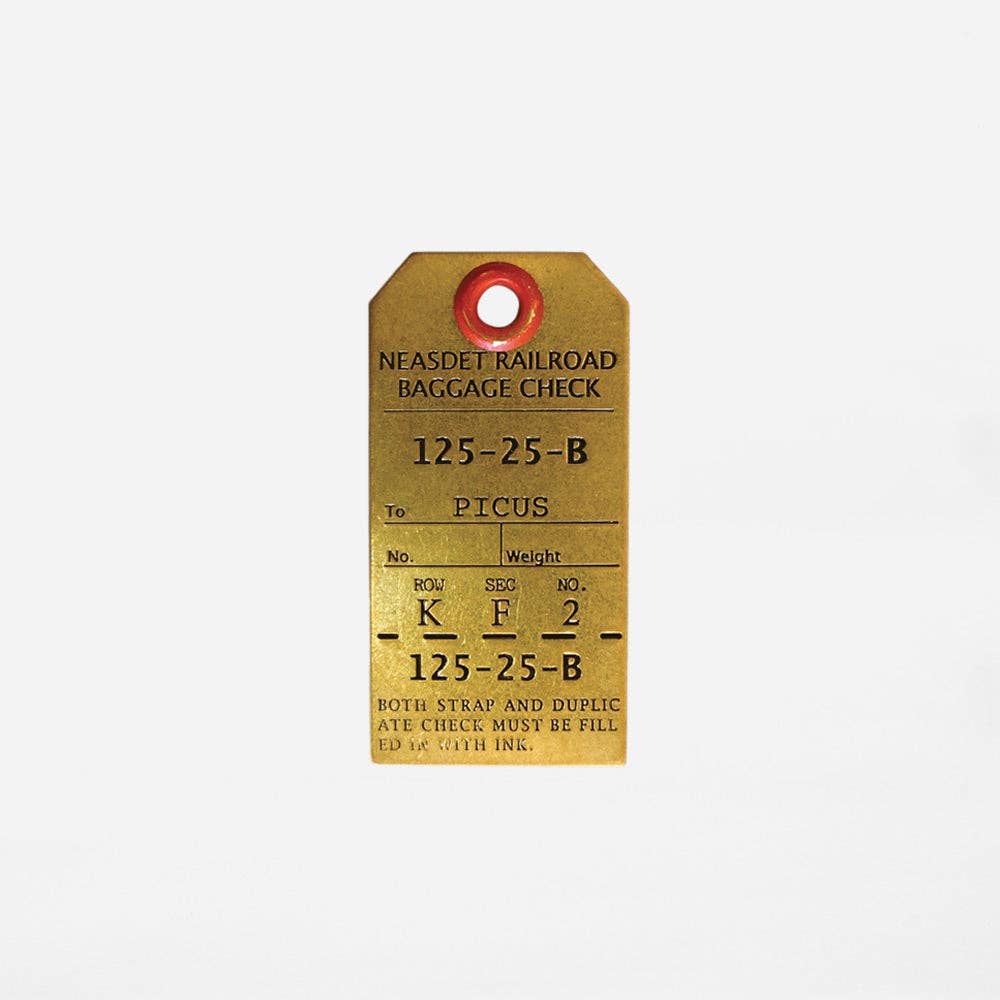 NEASDET RAILROAD
BAGGAGE CHECK
125-25-B
To PICUS
No. Weight
ROW SEC NO.
K F 2
125-25-B
BOTH STRAP AND DUPLIC
ATE CHECK MUST BE FILL
ED IN WITH INK.